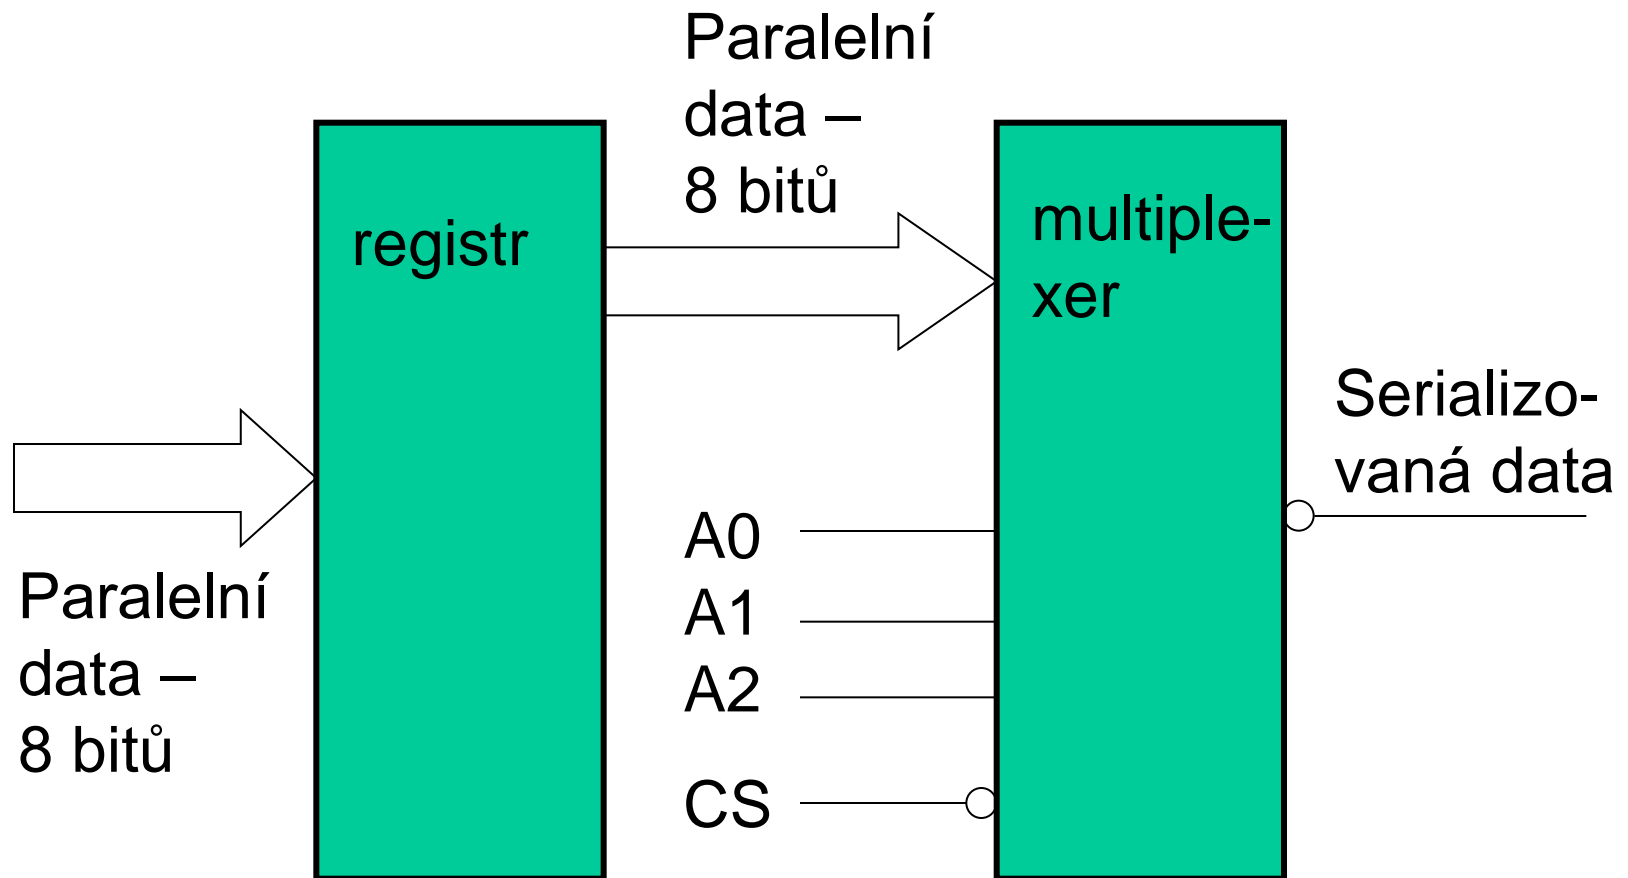 Paralelní
data –
8 bitů
registr
multiple-
xer
Serializo-
vaná data
A0
A1
A2
CS
Paralelní
data –
8 bitů